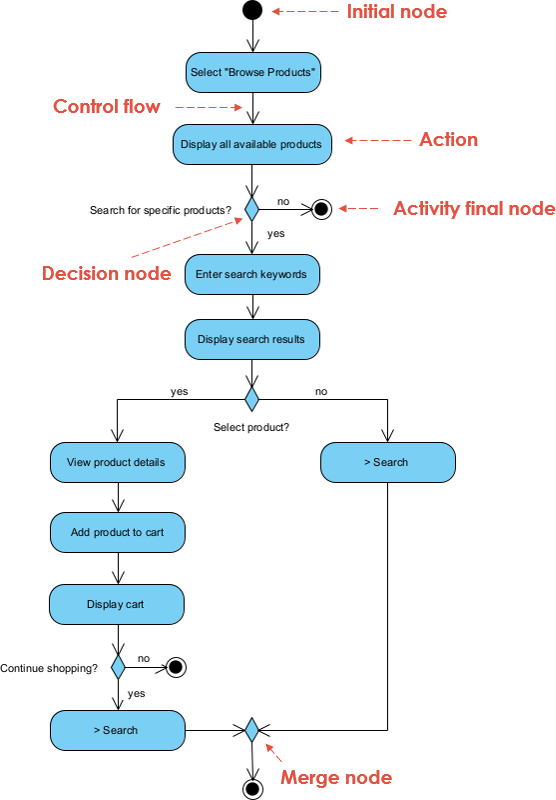 Initial node
Select "Browse Products"
Control flow
Display all available products
Action
Search for specific products?
no
Activity final node
yes
Decision node
Enter search keywords
Display search results
yes
no
Select product?
View product details
> Search
Add product to cart
Display cart
Continue shopping?
no
yes
> Search
Merge node